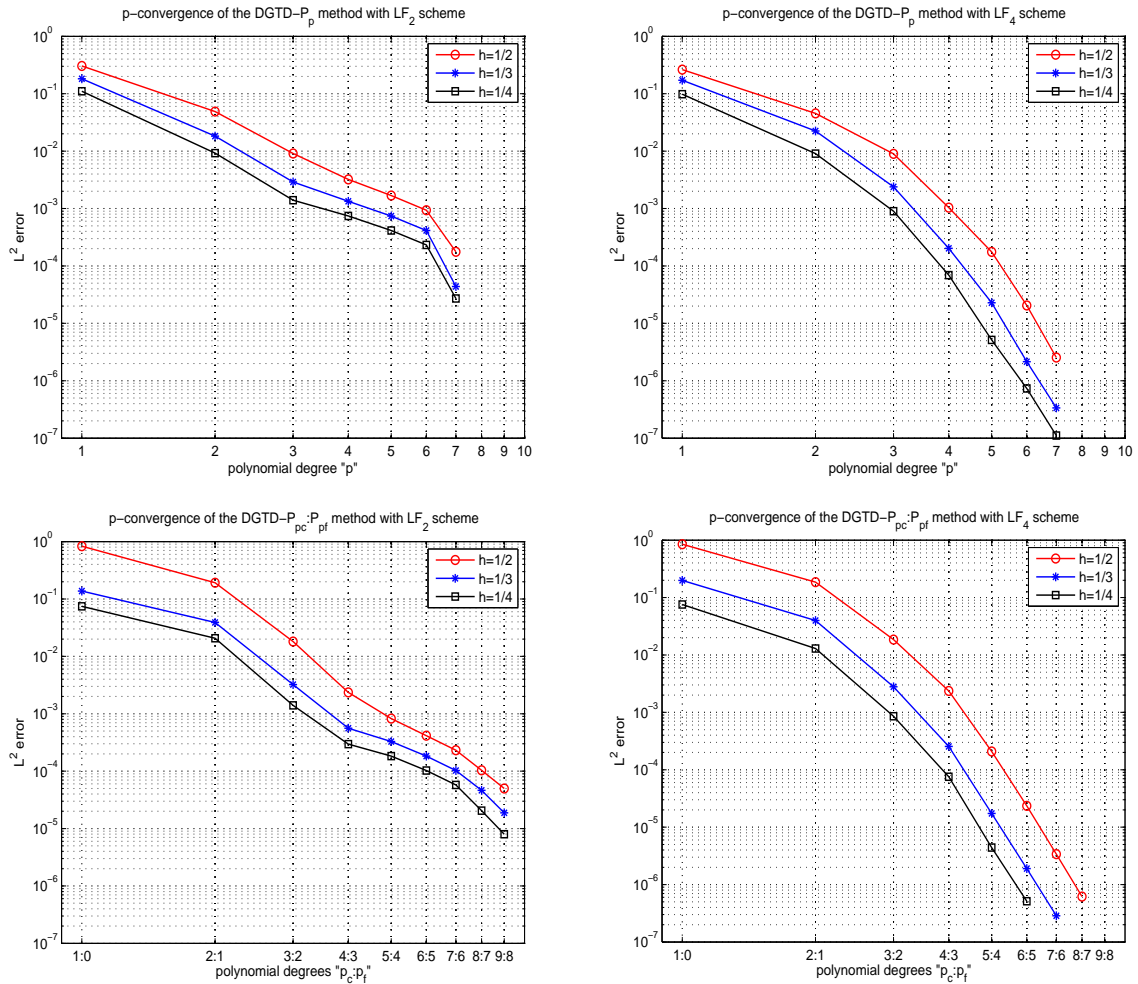 p−convergence of the DGTD−P_p method with LF_2 scheme
h=1/2
h=1/3
h=1/4
L^2 error
10^0
10^−1
10^−2
10^−3
10^−4
10^−5
10^−6
10^−7
1 2 3 4 5 6 7 8 9 10
polynomial degree "p"
p−convergence of the DGTD−P_p method with LF_4 scheme
h=1/2
h=1/3
h=1/4
L^2 error
10^0
10^−1
10^−2
10^−3
10^−4
10^−5
10^−6
10^−7
1 2 3 4 5 6 7 8 9 10
polynomial degree "p"
p−convergence of the DGTD−P_pc:P_pf method with LF_2 scheme
h=1/2
h=1/3
h=1/4
L^2 error
10^0
10^−1
10^−2
10^−3
10^−4
10^−5
10^−6
10^−7
1:0 2:1 3:2 4:3 5:4 6:5 7:6 8:7 9:8
polynomial degrees "p_c:p_f"
p−convergence of the DGTD−P_pc:P_pf method with LF_4 scheme
h=1/2
h=1/3
h=1/4
L^2 error
10^0
10^−1
10^−2
10^−3
10^−4
10^−5
10^−6
10^−7
1:0 2:1 3:2 4:3 5:4 6:5 7:6 8:7 9:8
polynomial degrees "p_c:p_f"